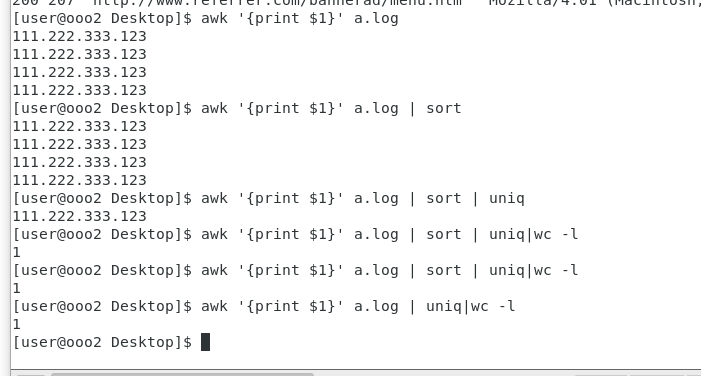 200 207 "http://www.referrer.com/bannerad/menu.htm" "Mozilla/4.01 (Macintosh;
[user@ooo2 Desktop]$ awk '{print $1}' a.log
111.222.333.123
111.222.333.123
111.222.333.123
111.222.333.123
[user@ooo2 Desktop]$ awk '{print $1}' a.log | sort
111.222.333.123
111.222.333.123
111.222.333.123
111.222.333.123
[user@ooo2 Desktop]$ awk '{print $1}' a.log | sort | uniq
111.222.333.123
[user@ooo2 Desktop]$ awk '{print $1}' a.log | sort | uniq|wc -l
1
[user@ooo2 Desktop]$ awk '{print $1}' a.log | sort | uniq|wc -l
1
[user@ooo2 Desktop]$ awk '{print $1}' a.log | uniq|wc -l
1
[user@ooo2 Desktop]$